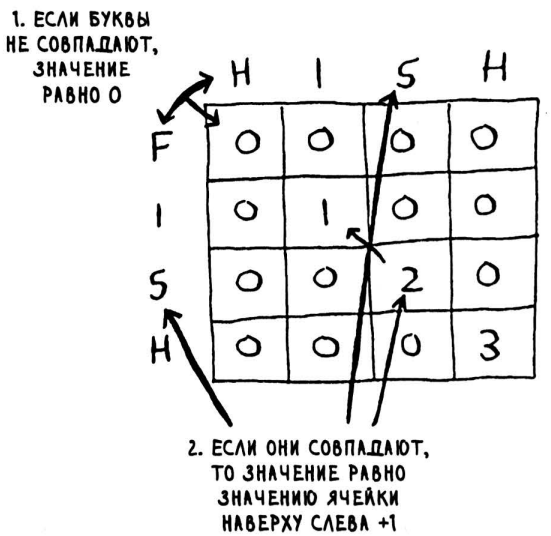 1. ЕСЛИ БУКВЫ
НЕ СОВПАДАЮТ,
ЗНАЧЕНИЕ
РАВНО 0
H I S H
F 0 0 0 0
I 0 1 0 0
S 0 0 2 0
H 0 0 0 3
2. ЕСЛИ ОНИ СОВПАДАЮТ,
ТО ЗНАЧЕНИЕ РАВНО
ЗНАЧЕНИЮ ЯЧЕЙКИ
НАВЕРХУ СЛЕВА +1